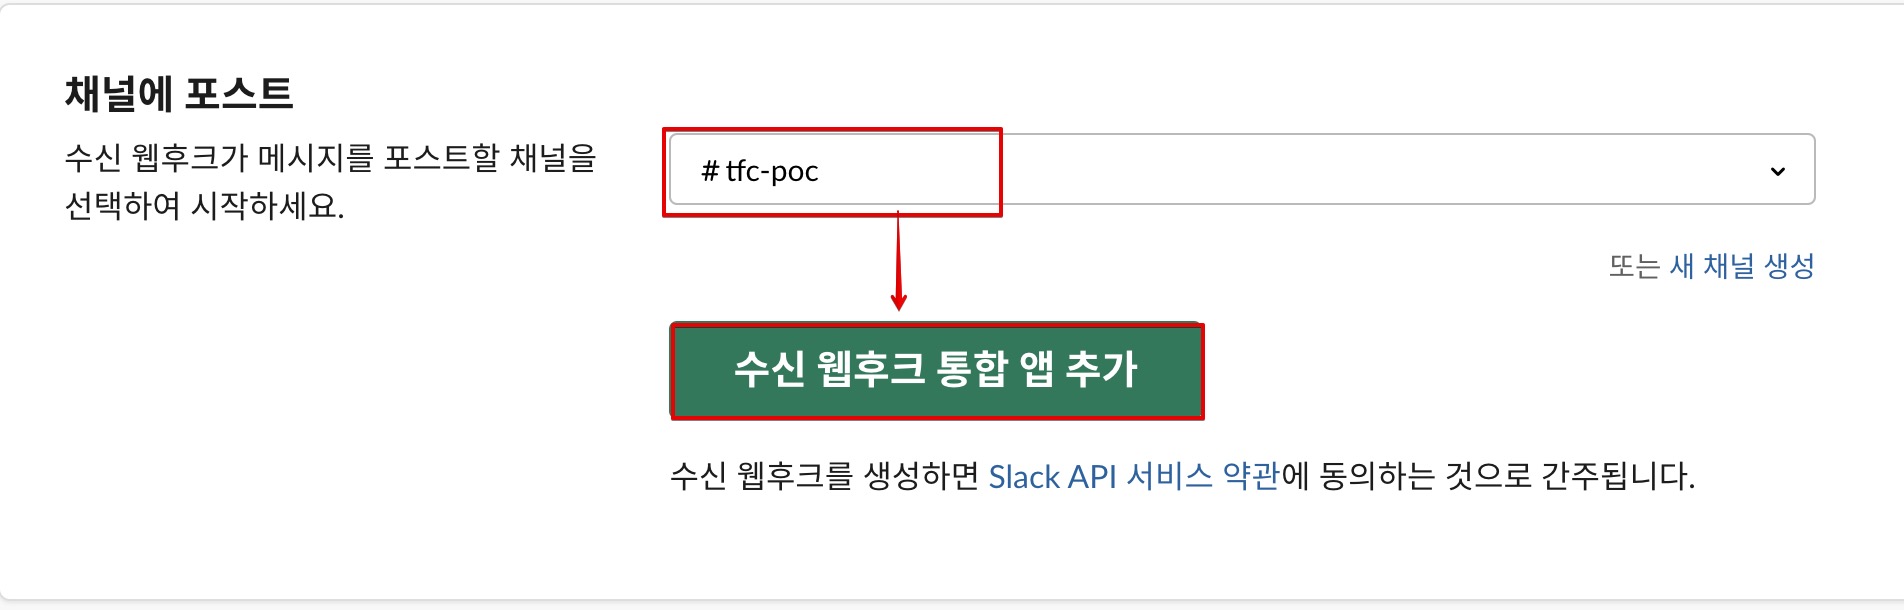 채널에 포스트
수신 웹후크가 메시지를 포스트할 채널을
선택하여 시작하세요.
# tfc-poc
또는 새 채널 생성
수신 웹후크 통합 앱 추가
수신 웹후크를 생성하면 Slack API 서비스 약관에 동의하는 것으로 간주됩니다.